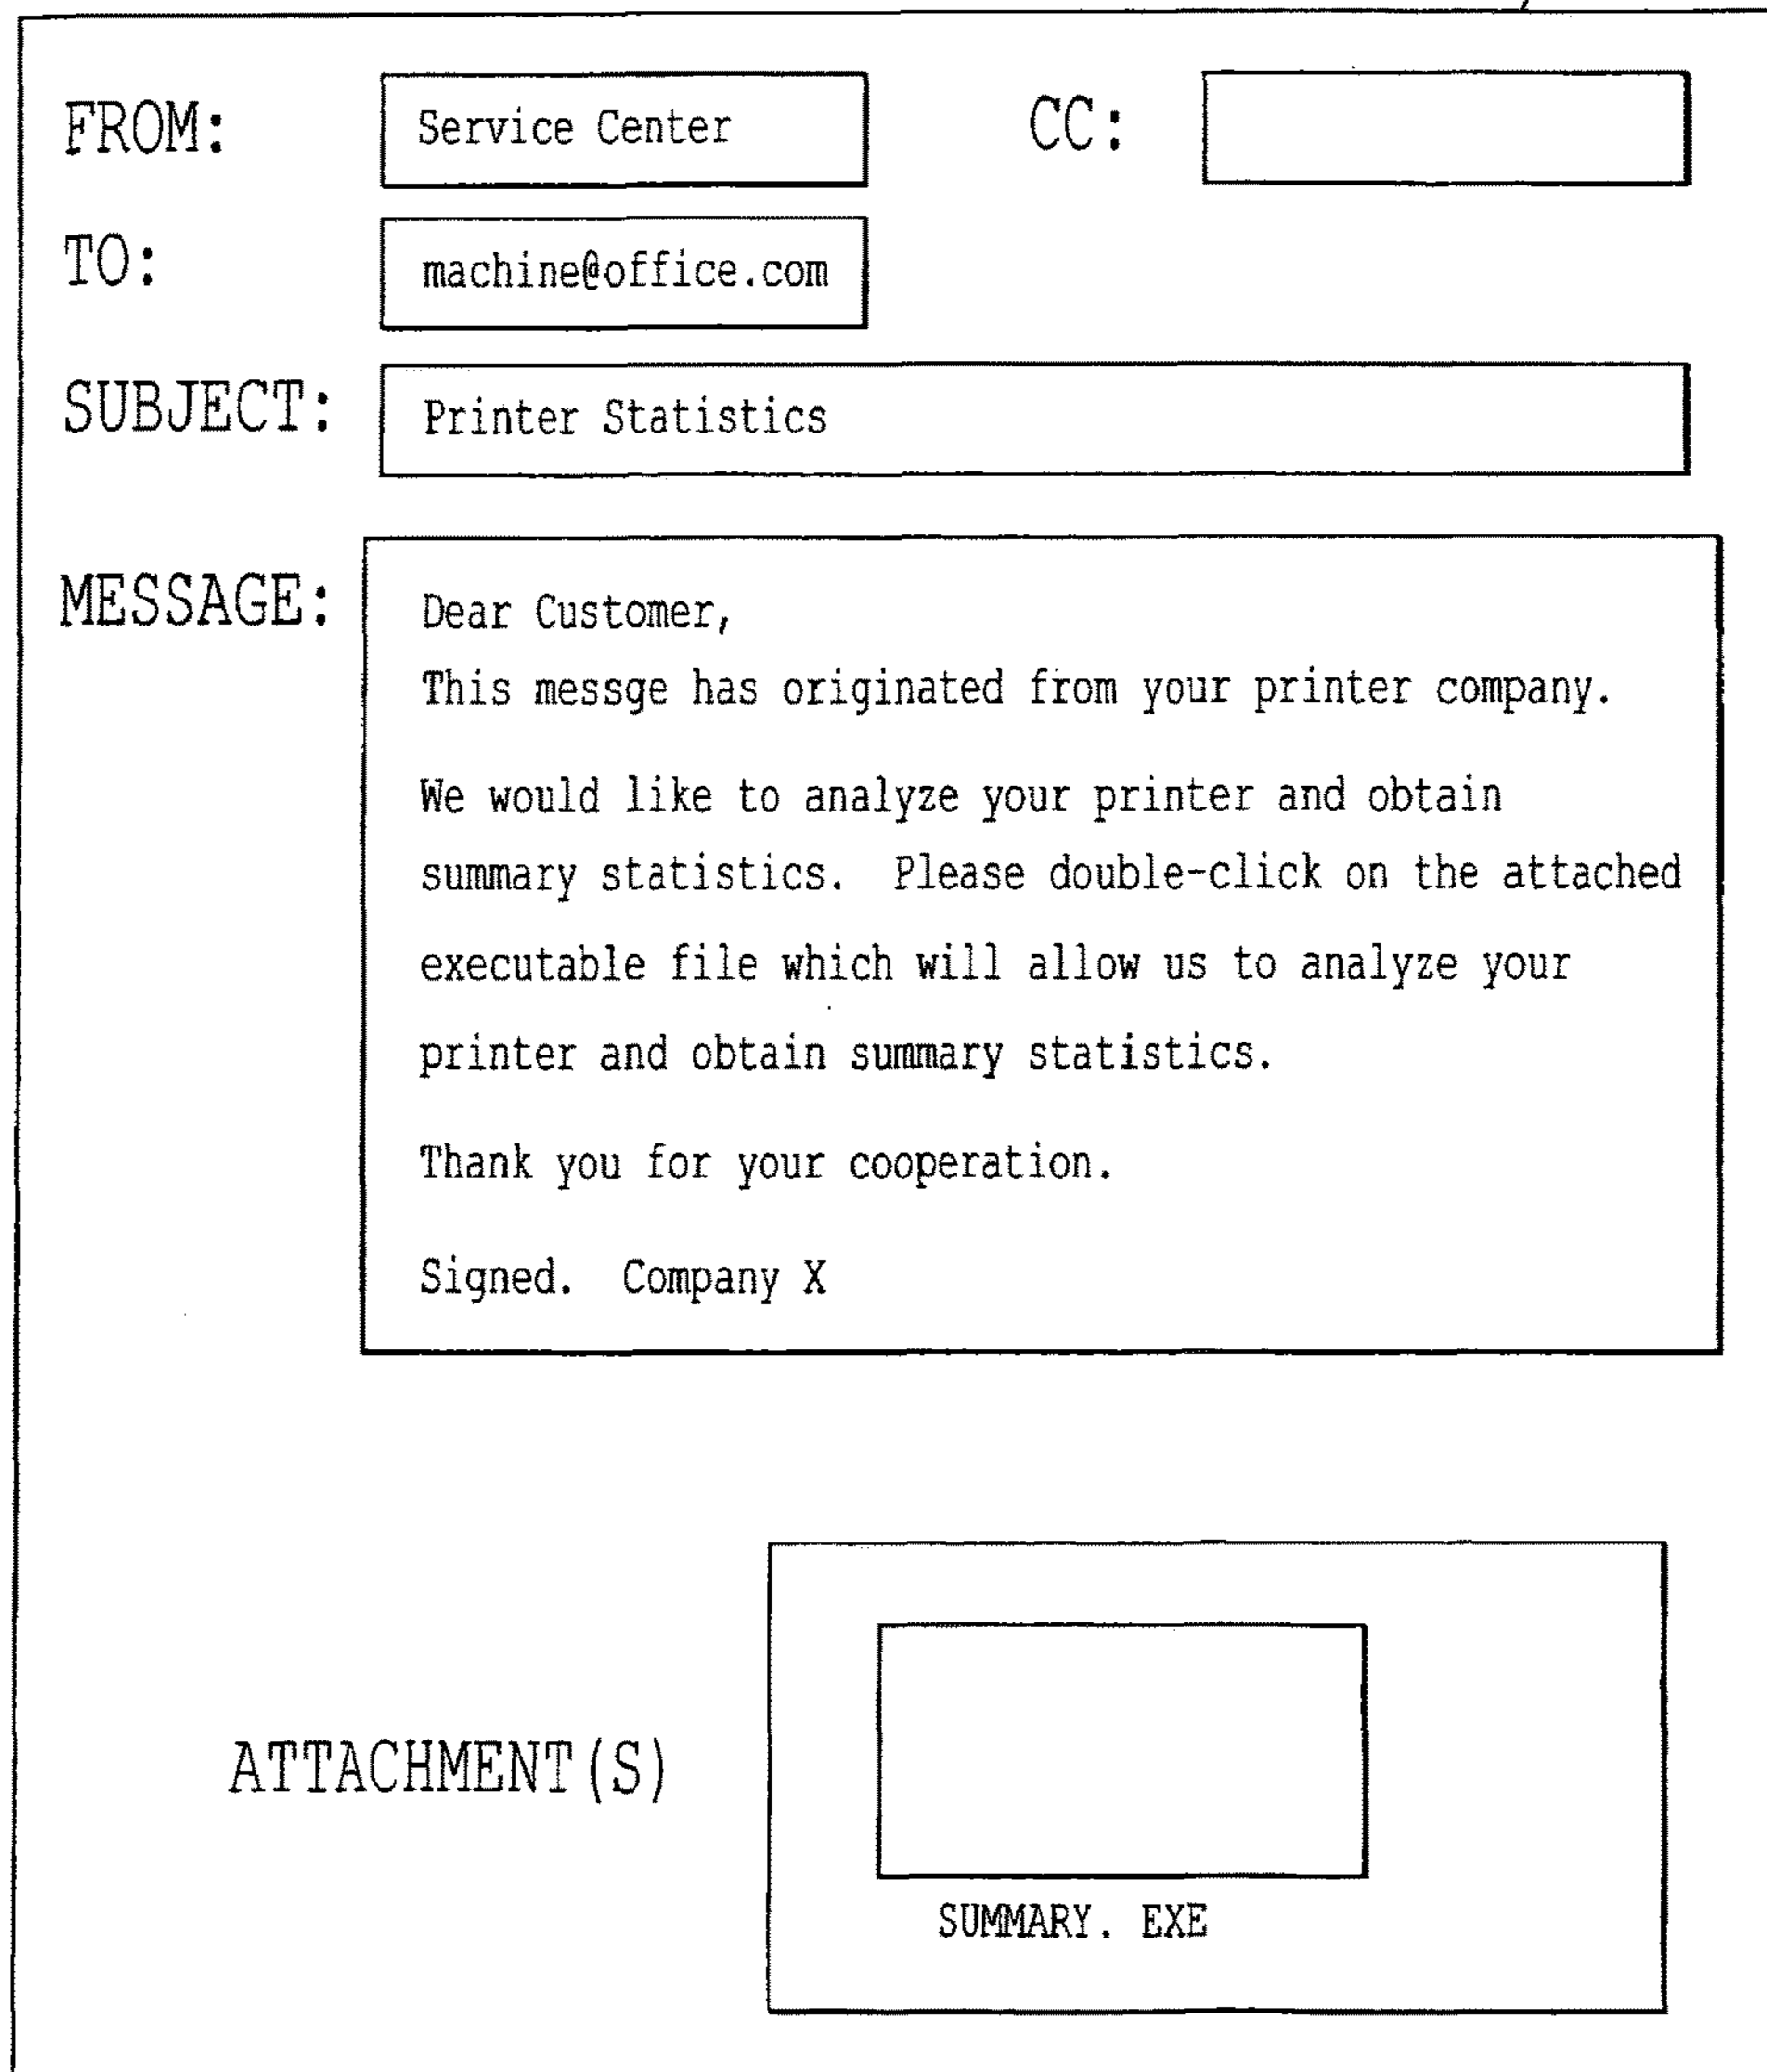 FROM: Service Center CC:
TO: machine@office.com
SUBJECT: Printer Statistics
MESSAGE: Dear Customer,
This messge has originated from your printer company.
We would like to analyze your printer and obtain
summary statistics.  Please double-click on the attached
executable file which will allow us to analyze your
printer and obtain summary statistics.
Thank you for your cooperation.
Signed.  Company X
ATTACHMENT(S)
SUMMARY. EXE